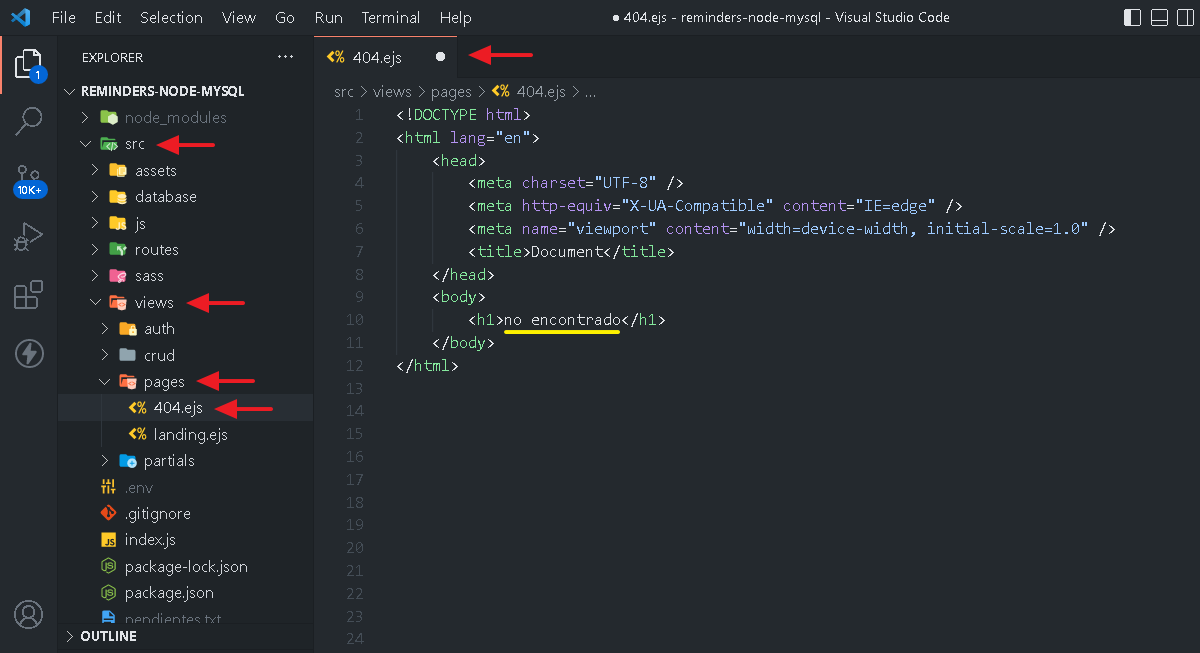 File Edit Selection View Go Run Terminal Help
● 404.ejs - reminders-node-mysql - Visual Studio Code
EXPLORER ...
1
10K+
REMINDERS-NODE-MYSQL
node_modules
src
assets
database
js
routes
sass
views
auth
crud
pages
404.ejs
landing.ejs
partials
.env
.gitignore
index.js
package-lock.json
package.json
pendientes.txt
OUTLINE
404.ejs ●
src > views > pages > 404.ejs > ...
1 <!DOCTYPE html>
2 <html lang="en">
3 <head>
4 <meta charset="UTF-8" />
5 <meta http-equiv="X-UA-Compatible" content="IE=edge" />
6 <meta name="viewport" content="width=device-width, initial-scale=1.0" />
7 <title>Document</title>
8 </head>
9 <body>
10 <h1>no encontrado</h1>
11 </body>
12 </html>
13
14
15
16
17
18
19
20
21
22
23
24